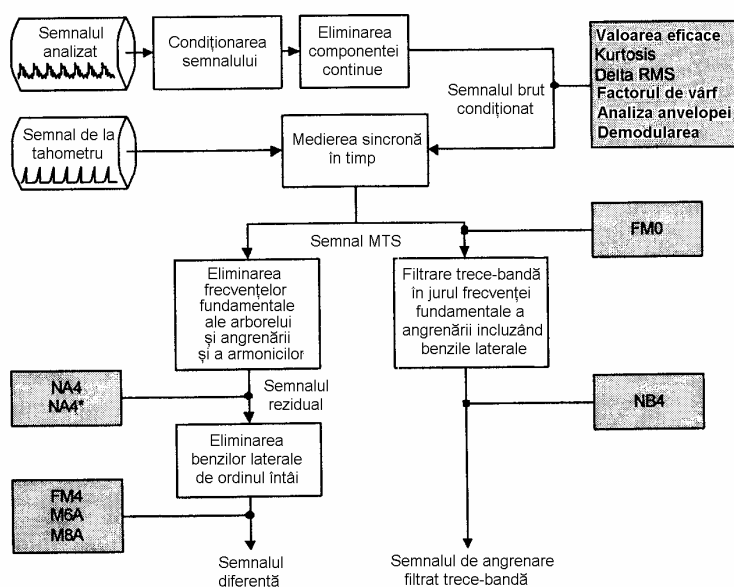 Semnalul
analizat
Condiționarea
semnalului
Eliminarea
componentei
continue
Semnalul brut
condiționat
Valoarea eficace
Kurtosis
Delta RMS
Factorul de vârf
Analiza anvelopei
Demodularea
Semnal de la
tahometru
Medierea sincronă
în timp
Semnal MTS
FM0
Eliminarea
frecvențelor
fundamentale
ale arborelui
și angrenării
și a armonicilor
Filtrare trece-bandă
în jurul frecvenței
fundamentale a
angrenării incluzând
benzile laterale
NA4
NA4*
Semnalul
rezidual
NB4
Eliminarea
benzilor laterale
de ordinul întâi
FM4
M6A
M8A
Semnalul
diferență
Semnalul de angrenare
filtrat trece-bandă